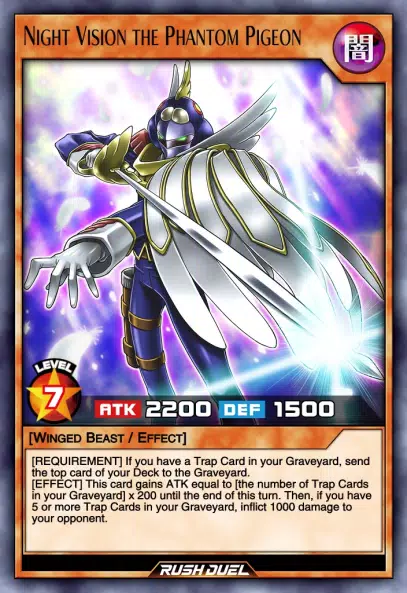 Night Vision the Phantom Pigeon
闇
LEVEL
7
ATK 2200 DEF 1500
[Winged Beast / Effect]
[REQUIREMENT] If you have a Trap Card in your Graveyard, send
the top card of your Deck to the Graveyard.
[EFFECT] This card gains ATK equal to [the number of Trap Cards
in your Graveyard] x 200 until the end of this turn. Then, if you have
5 or more Trap Cards in your Graveyard, inflict 1000 damage to
your opponent.
RUSH DUEL